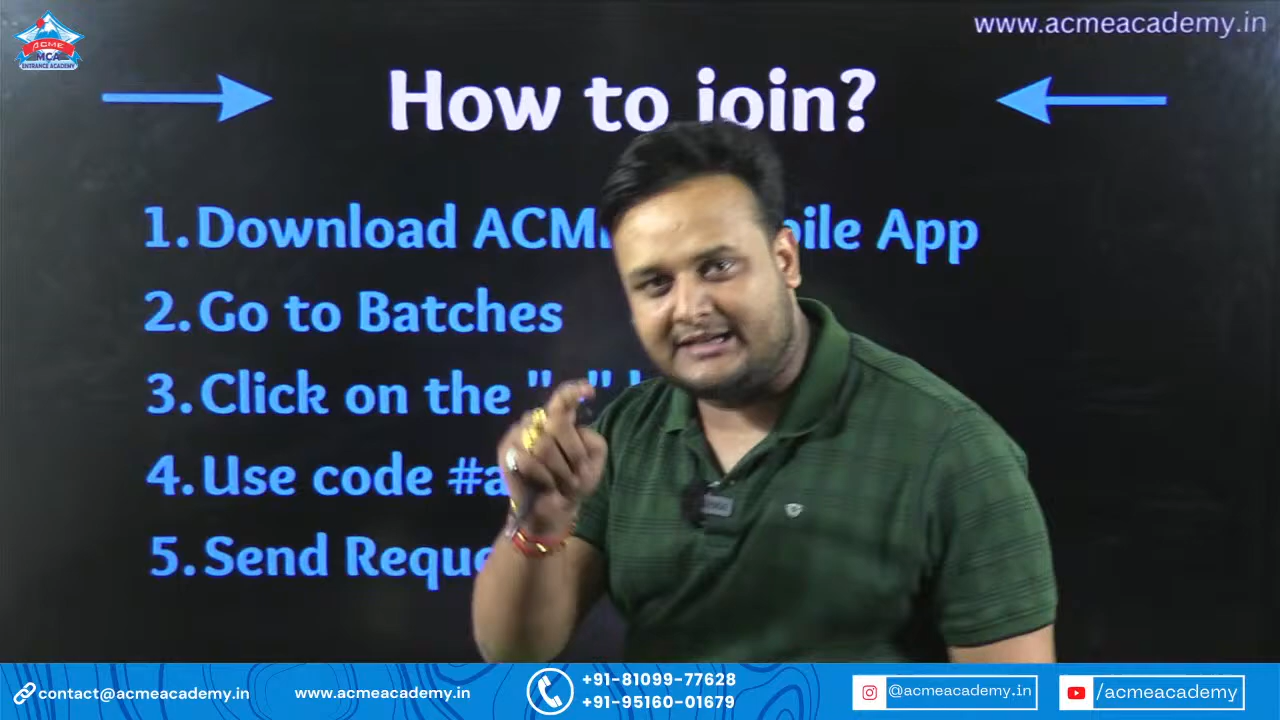 ACME
MCA
ENTRANCE ACADEMY
www.acmeacademy.in
How to join?
1. Download ACM App
2. Go to Batches
3. Click on the "
4. Use code #a
5. Send Reque
contact@acmeacademy.in
www.acmeacademy.in
+91-81099-77628
+91-95160-01679
@acmeacademy.in
/acmeacademy